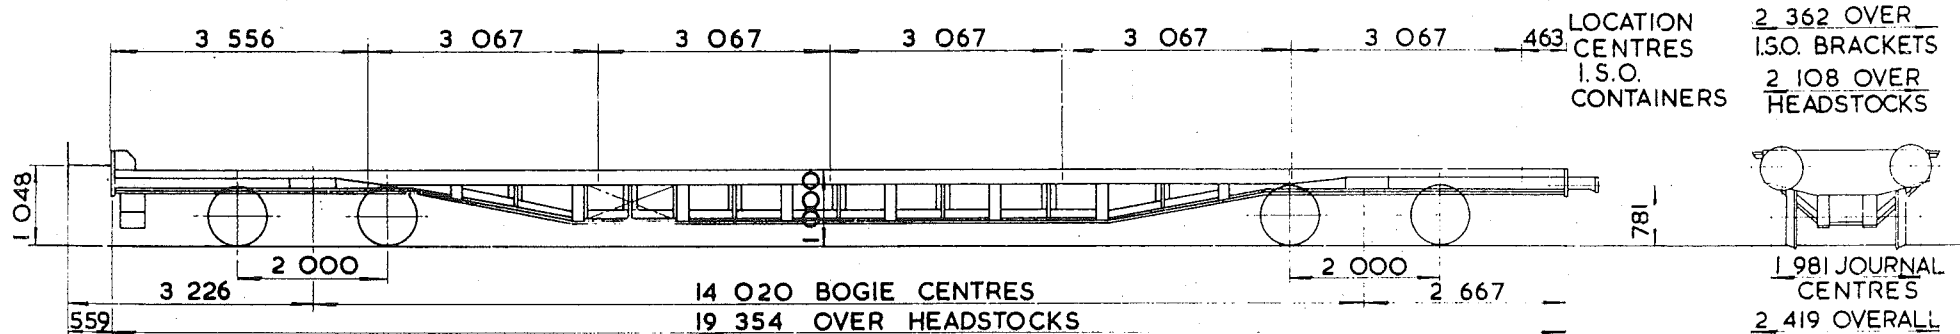 3 556
3 067
3 067
3 067
3 067
3 067
463
LOCATION
CENTRES
I.S.O.
CONTAINERS
2 362 OVER
I.S.O. BRACKETS
2 108 OVER
HEADSTOCKS
1 048
1 000
781
2 000
2 000
1 981 JOURNAL
CENTRES
2 419 OVERALL
3 226
14 020 BOGIE CENTRES
2 667
559
19 354 OVER HEADSTOCKS